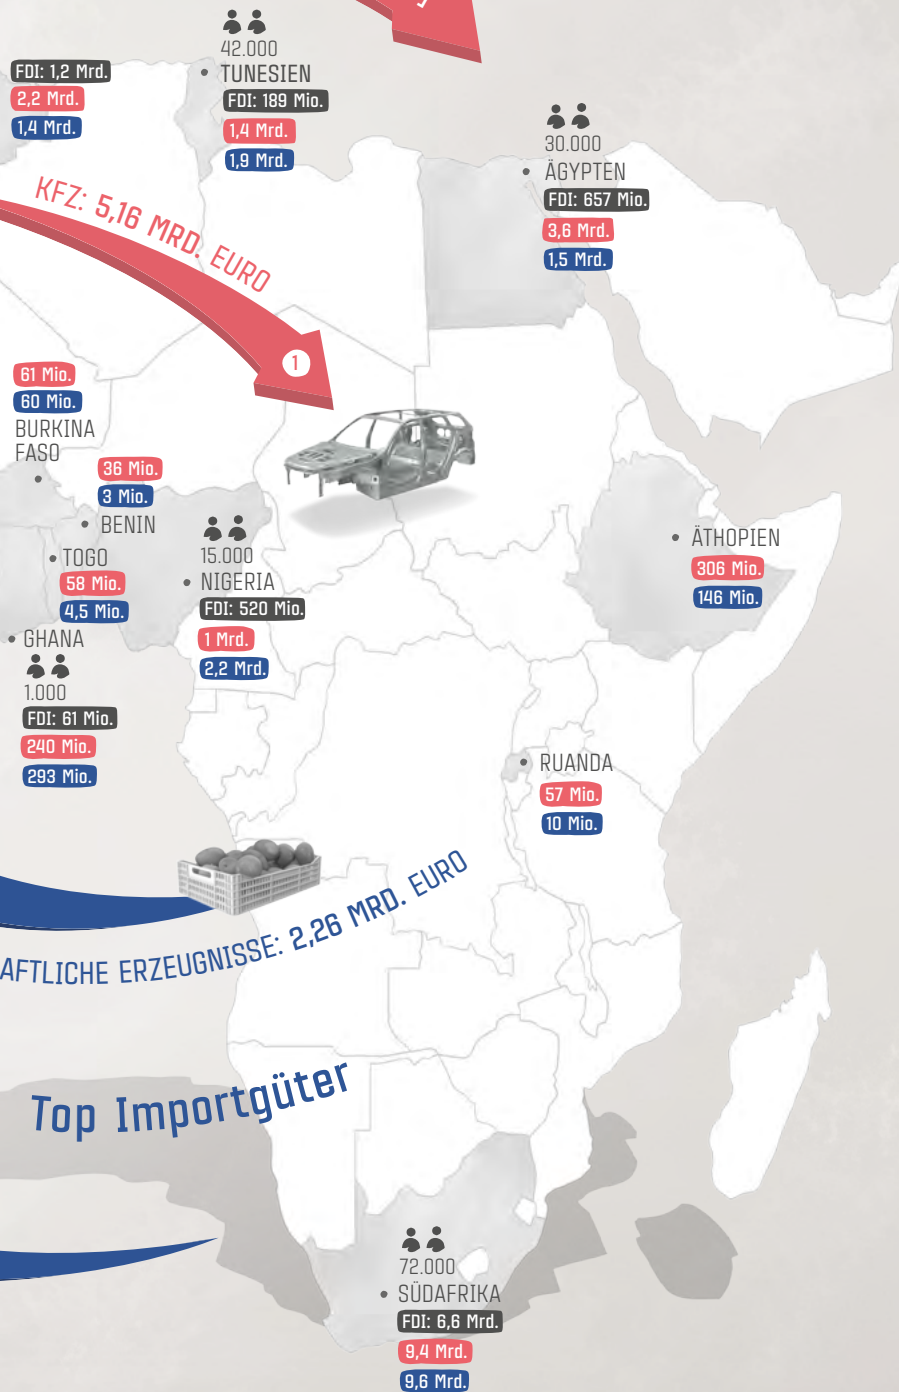 42.000
TUNESIEN
FDI: 189 Mio.
1,4 Mrd.
1,9 Mrd.
FDI: 1,2 Mrd.
2,2 Mrd.
1,4 Mrd.
30.000
ÄGYPTEN
FDI: 657 Mio.
3,6 Mrd.
1,5 Mrd.
KFZ: 5,16 MRD. EURO
1
61 Mio.
60 Mio.
BURKINA
FASO
36 Mio.
3 Mio.
BENIN
TOGO
58 Mio.
4,5 Mio.
15.000
NIGERIA
FDI: 520 Mio.
1 Mrd.
2,2 Mrd.
ÄTHOPIEN
306 Mio.
146 Mio.
GHANA
1.000
FDI: 61 Mio.
240 Mio.
293 Mio.
RUANDA
57 Mio.
10 Mio.
AFTLICHE ERZEUGNISSE: 2,26 MRD. EURO
Top Importgüter
72.000
SÜDAFRIKA
FDI: 6,6 Mrd.
9,4 Mrd.
9,6 Mrd.